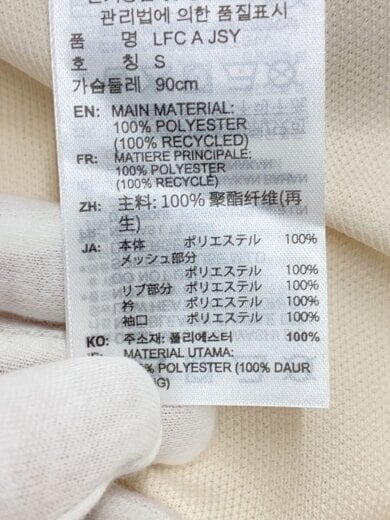 관리법에 의한 품질표시
품 명 LFC A JSY
호 칭 S
가슴둘레 90cm
EN: MAIN MATERIAL:
100% POLYESTER
(100% RECYCLED)
FR: MATIERE PRINCIPALE:
100% POLYESTER
(100% RECYCLÉ)
ZH: 主料: 100% 聚酯纤维(再
生)
JA: 本体 ポリエステル 100%
メッシュ部分
ポリエステル 100%
リブ部分 ポリエステル 100%
衿 ポリエステル 100%
袖口 ポリエステル 100%
KO: 주소재: 폴리에스터 100%
MATERIAL UTAMA:
POLYESTER (100% DAUR